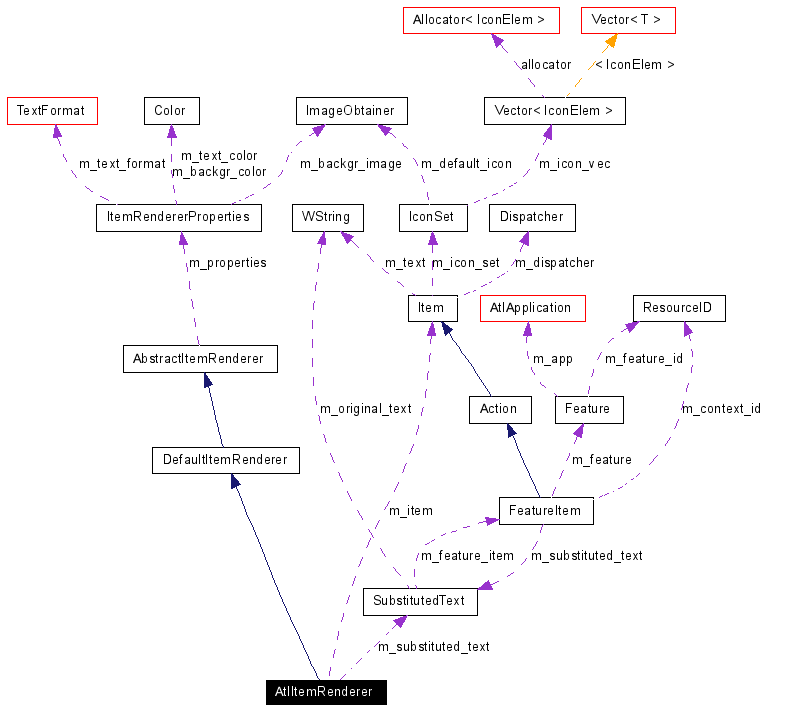 Allocator< IconElem >
Vector< T >
allocator
< IconElem >
TextFormat
Color
ImageObtainer
Vector< IconElem >
m_text_format
m_text_color
m_backgr_color
m_backgr_image
m_default_icon
m_icon_vec
ItemRendererProperties
WString
IconSet
Dispatcher
m_properties
m_text
m_icon_set
m_dispatcher
Item
AtlApplication
ResourceID
AbstractItemRenderer
m_app
m_feature_id
m_original_text
Action
Feature
m_context_id
DefaultItemRenderer
m_feature
m_item
FeatureItem
m_feature_item
m_substituted_text
SubstitutedText
m_substituted_text
AtlItemRenderer